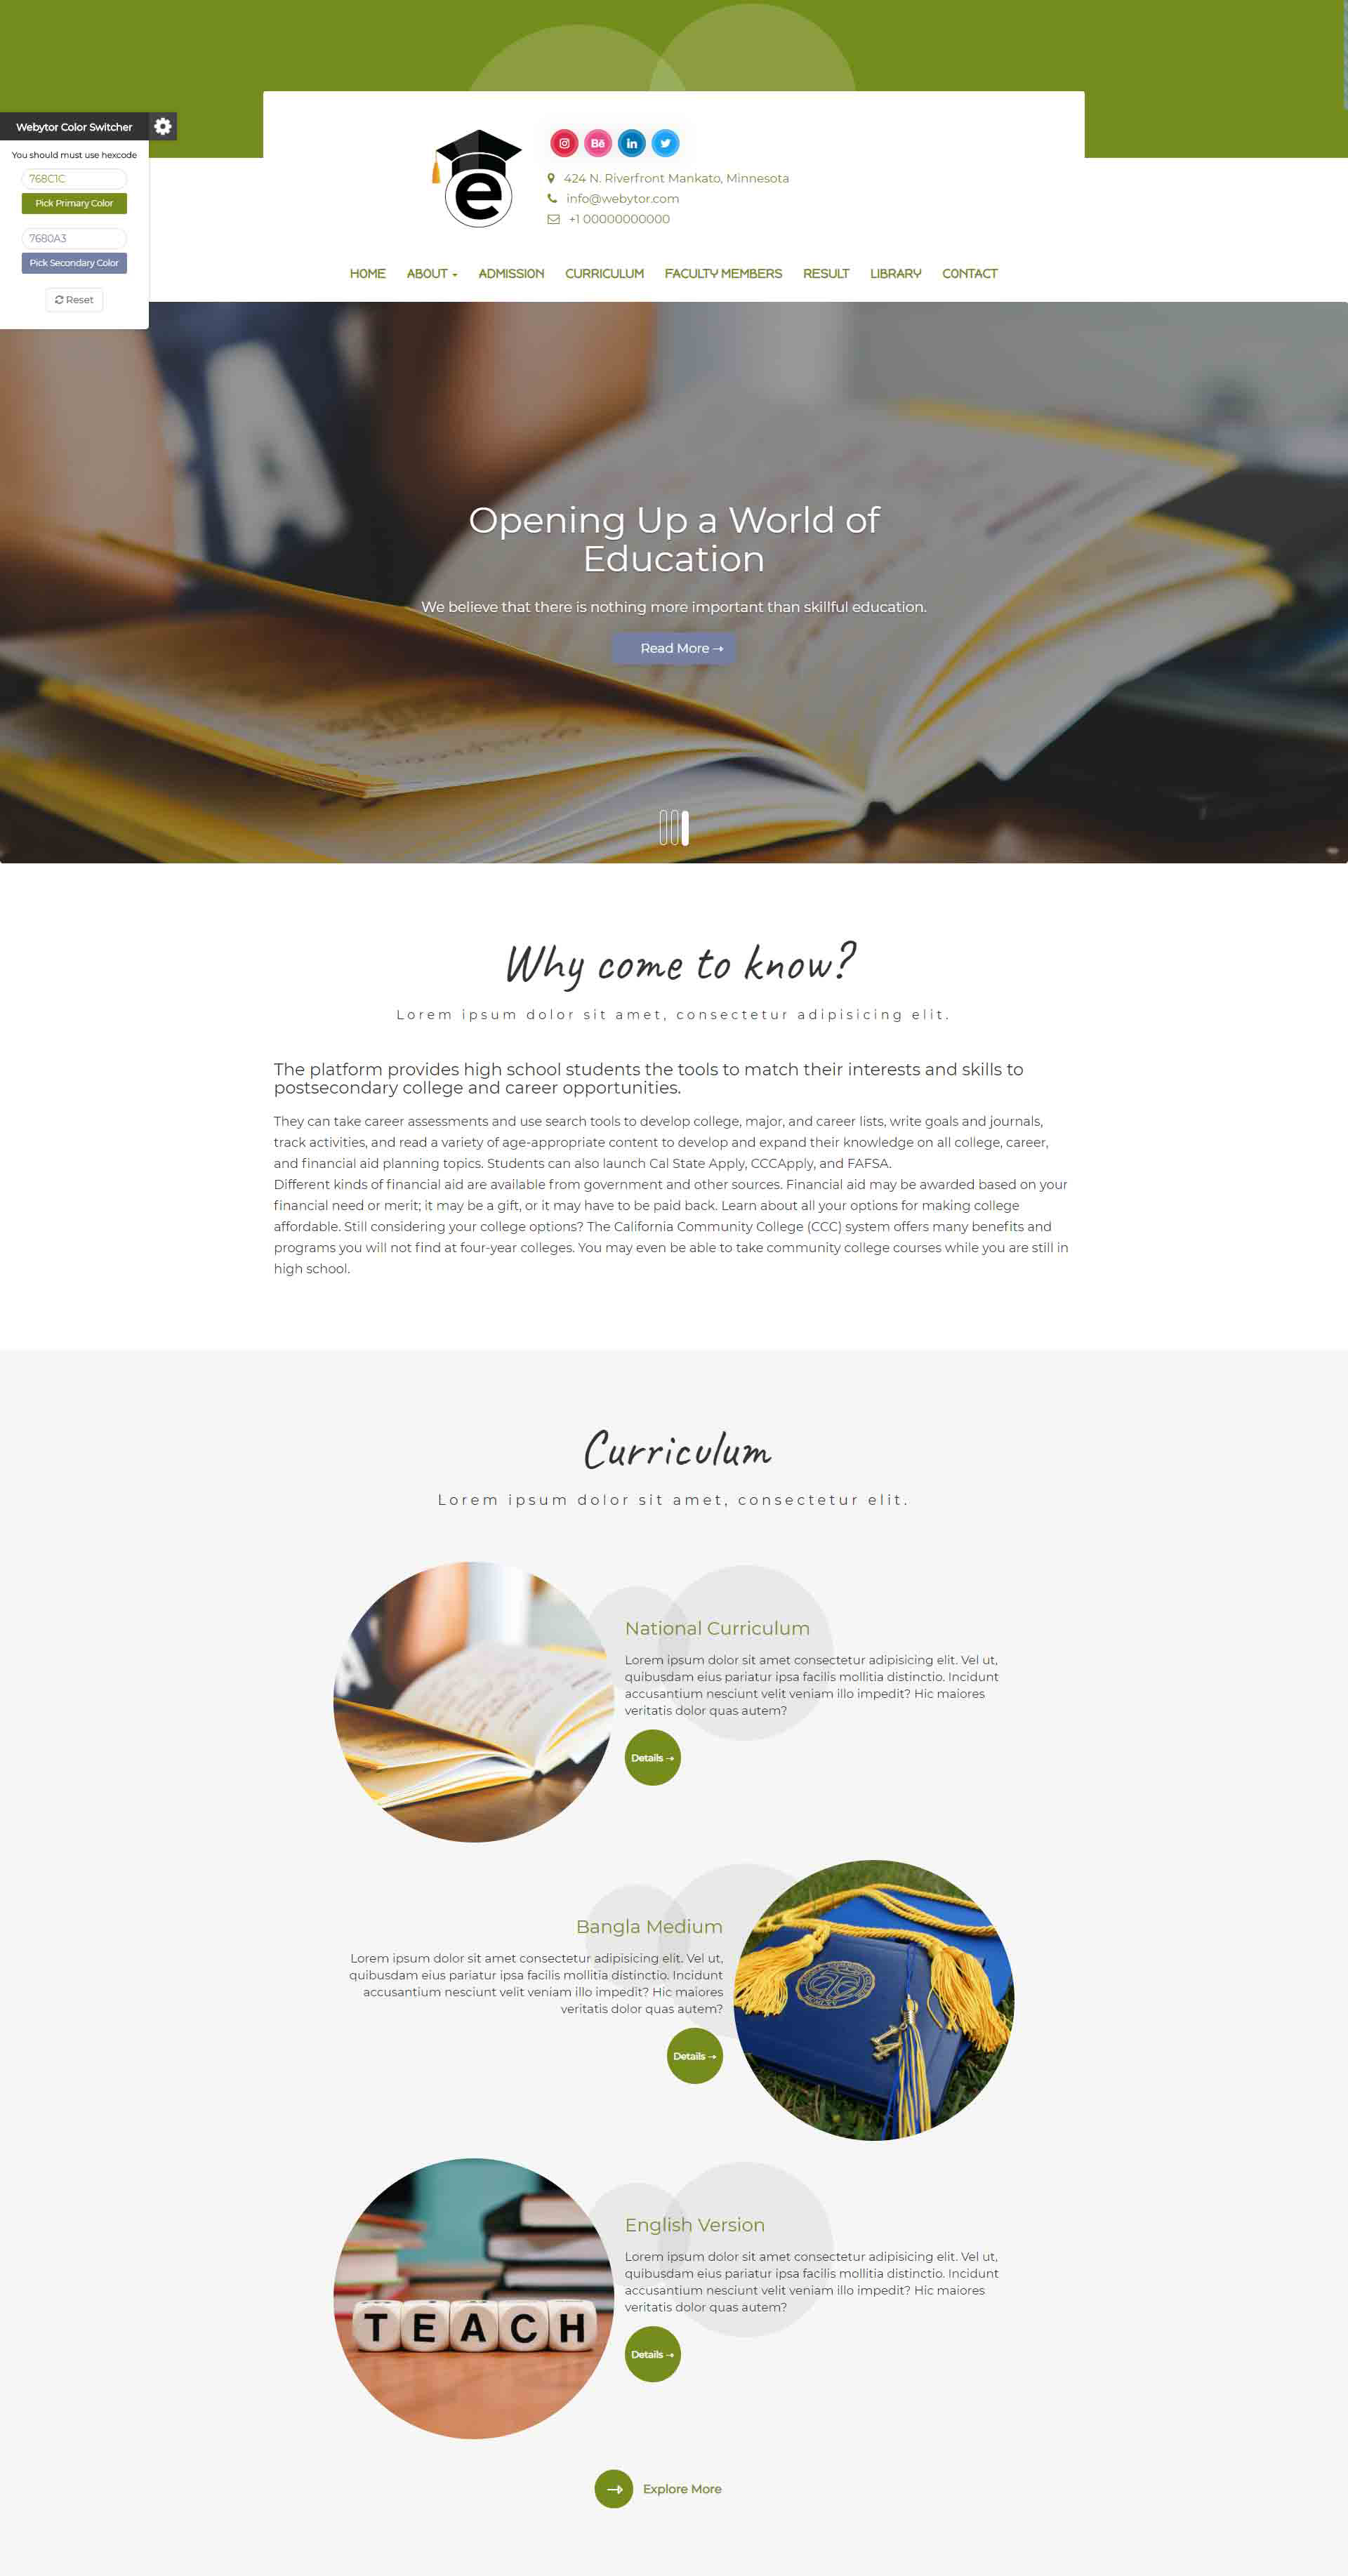 Webytor Color Switcher
You should must use hexcode
768C1C
Pick Primary Color
7680A3
Pick Secondary Color
Reset
e
Bē
in
424 N. Riverfront Mankato, Minnesota
info@webytor.com
+1 00000000000
HOME ABOUT ADMISSION CURRICULUM FACULTY MEMBERS RESULT LIBRARY CONTACT
Opening Up a World of
Education
We believe that there is nothing more important than skillful education.
Read More →
Why come to know?
Lorem ipsum dolor sit amet, consectetur adipisicing elit.
The platform provides high school students the tools to match their interests and skills to
postsecondary college and career opportunities.
They can take career assessments and use search tools to develop college, major, and career lists, write goals and journals,
track activities, and read a variety of age-appropriate content to develop and expand their knowledge on all college, career,
and financial aid planning topics. Students can also launch Cal State Apply, CCCApply, and FAFSA.
Different kinds of financial aid are available from government and other sources. Financial aid may be awarded based on your
financial need or merit; it may be a gift, or it may have to be paid back. Learn about all your options for making college
affordable. Still considering your college options? The California Community College (CCC) system offers many benefits and
programs you will not find at four-year colleges. You may even be able to take community college courses while you are still in
high school.
Curriculum
Lorem ipsum dolor sit amet, consectetur elit.
National Curriculum
Lorem ipsum dolor sit amet consectetur adipisicing elit. Vel ut,
quibusdam eius pariatur ipsa facilis mollitia distinctio. Incidunt
accusantium nesciunt velit veniam illo impedit? Hic maiores
veritatis dolor quas autem?
Details →
Bangla Medium
Lorem ipsum dolor sit amet consectetur adipisicing elit. Vel ut,
quibusdam eius pariatur ipsa facilis mollitia distinctio. Incidunt
accusantium nesciunt velit veniam illo impedit? Hic maiores
veritatis dolor quas autem?
Details →
TEACH
English Version
Lorem ipsum dolor sit amet consectetur adipisicing elit. Vel ut,
quibusdam eius pariatur ipsa facilis mollitia distinctio. Incidunt
accusantium nesciunt velit veniam illo impedit? Hic maiores
veritatis dolor quas autem?
Details →
Explore More